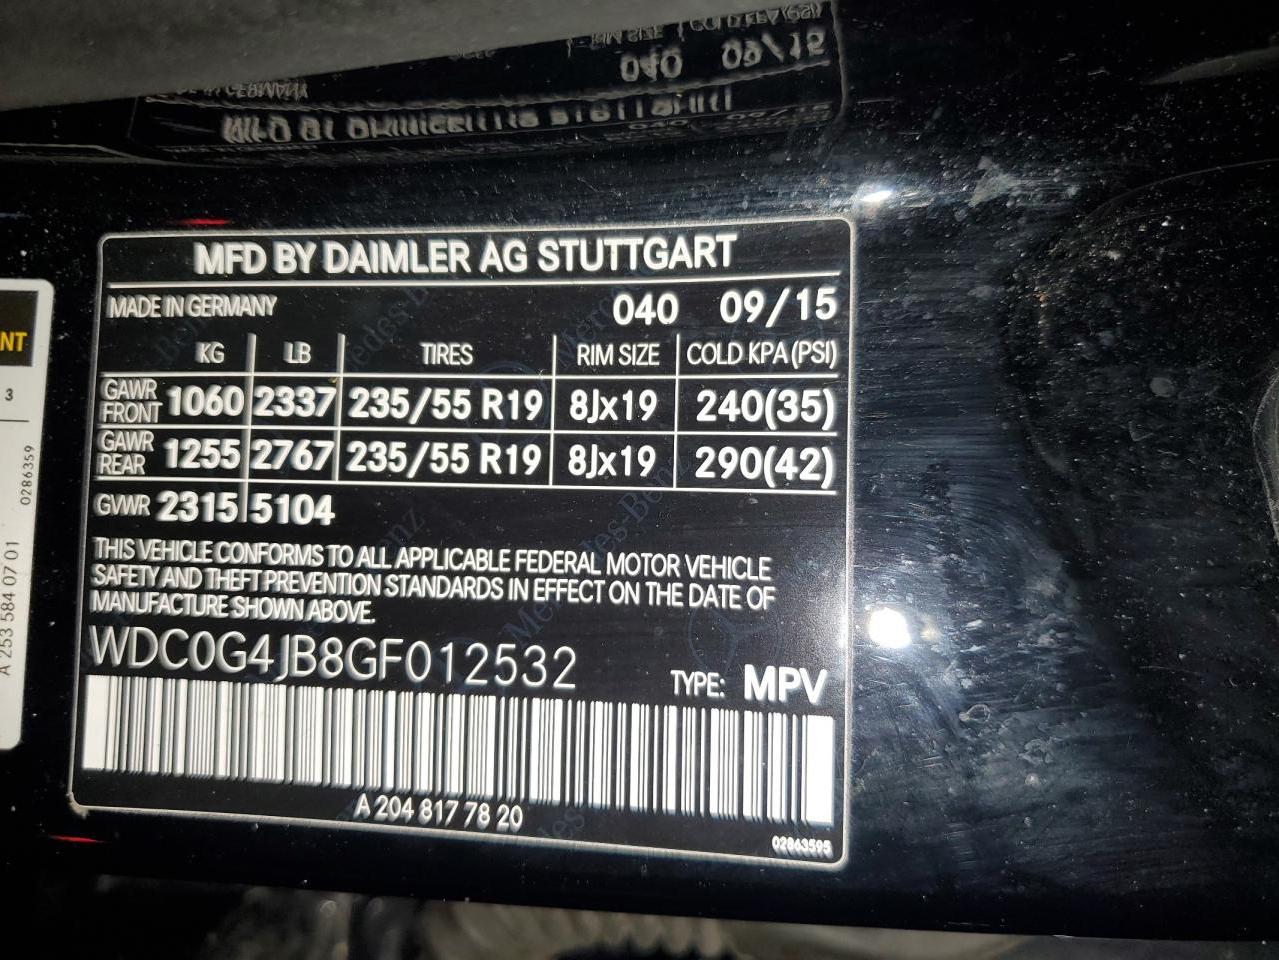 MFD BY DAIMLER AG STUTTGART
MADE IN GERMANY 040 09/15
KG LB TIRES RIM SIZE COLD KPA (PSI)
GAWR FRONT 1060 2337 235/55 R19 8Jx19 240(35)
GAWR REAR 1255 2767 235/55 R19 8Jx19 290(42)
GVWR 2315 5104
THIS VEHICLE CONFORMS TO ALL APPLICABLE FEDERAL MOTOR VEHICLE
SAFETY AND THEFT PREVENTION STANDARDS IN EFFECT ON THE DATE OF
MANUFACTURE SHOWN ABOVE.
WDC0G4JB8GF012532
TYPE: MPV
A 204 817 78 20
02863595
NT
3
0286359
A 253 584 07 01